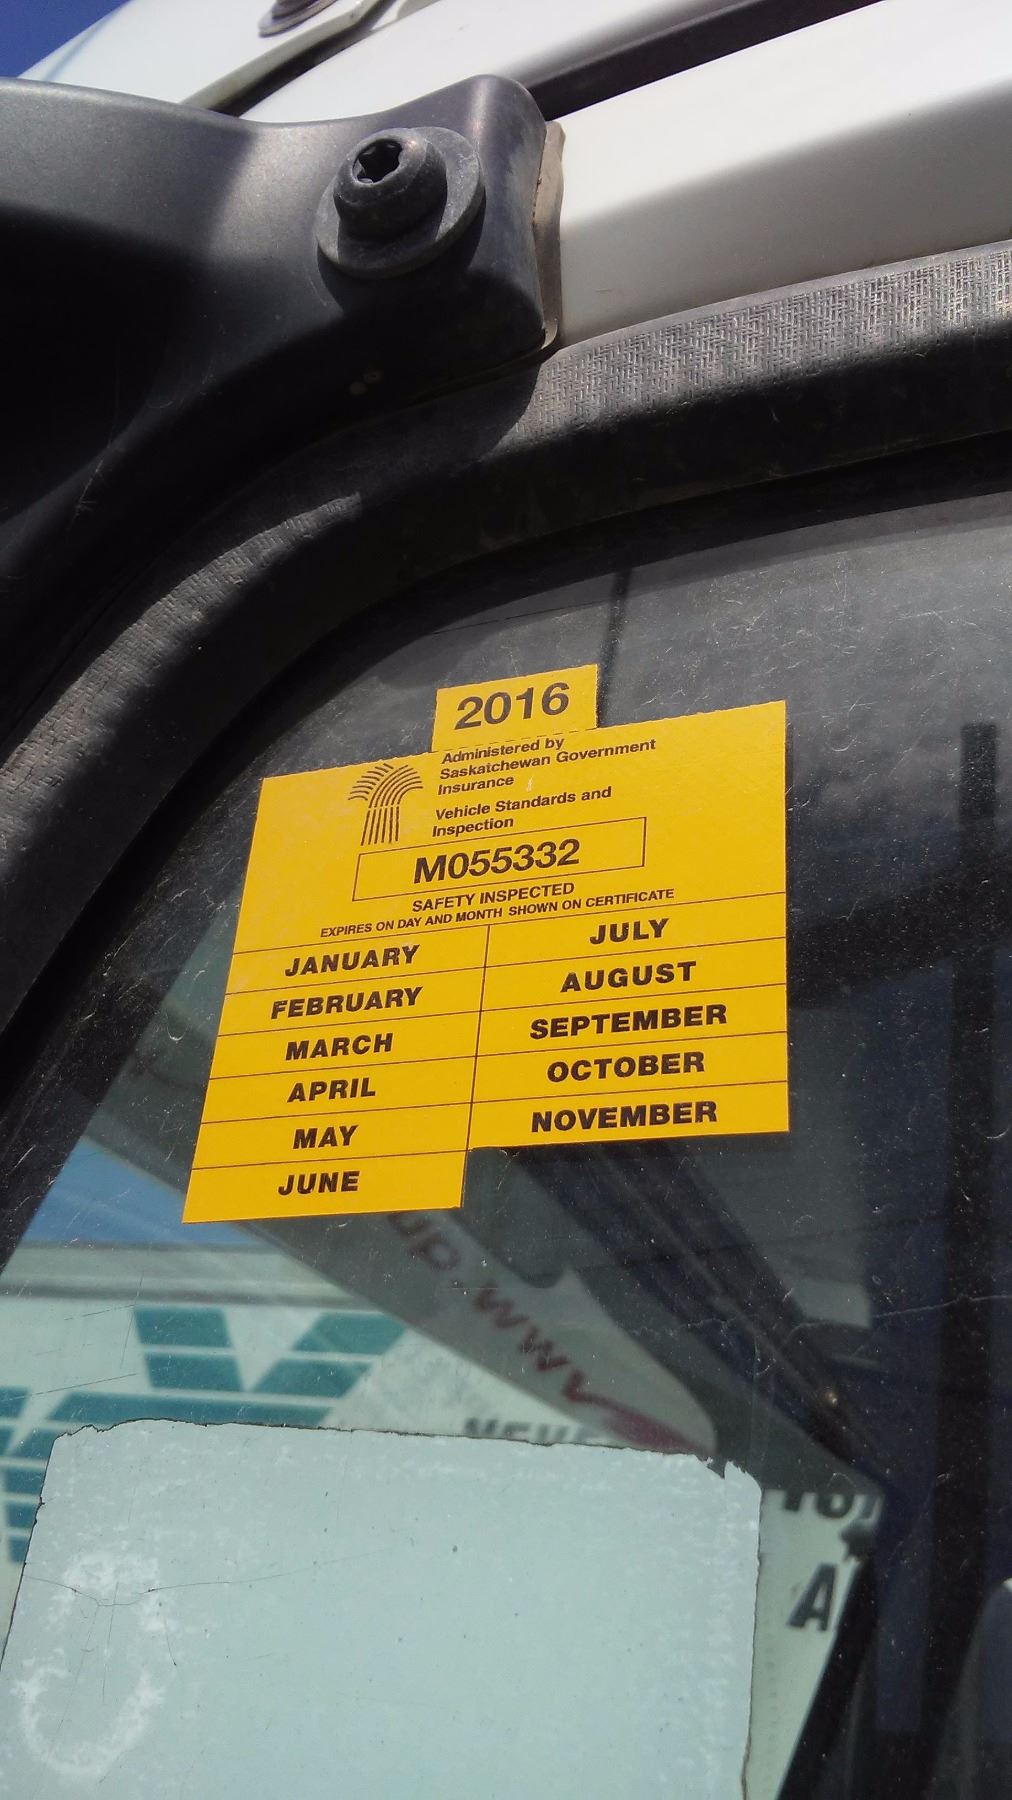 2016
Administered by
Saskatchewan Government
Insurance
Vehicle Standards and
Inspection
M055332
SAFETY INSPECTED
EXPIRES ON DAY AND MONTH SHOWN ON CERTIFICATE
JANUARY
FEBRUARY
MARCH
APRIL
MAY
JUNE
JULY
AUGUST
SEPTEMBER
OCTOBER
NOVEMBER